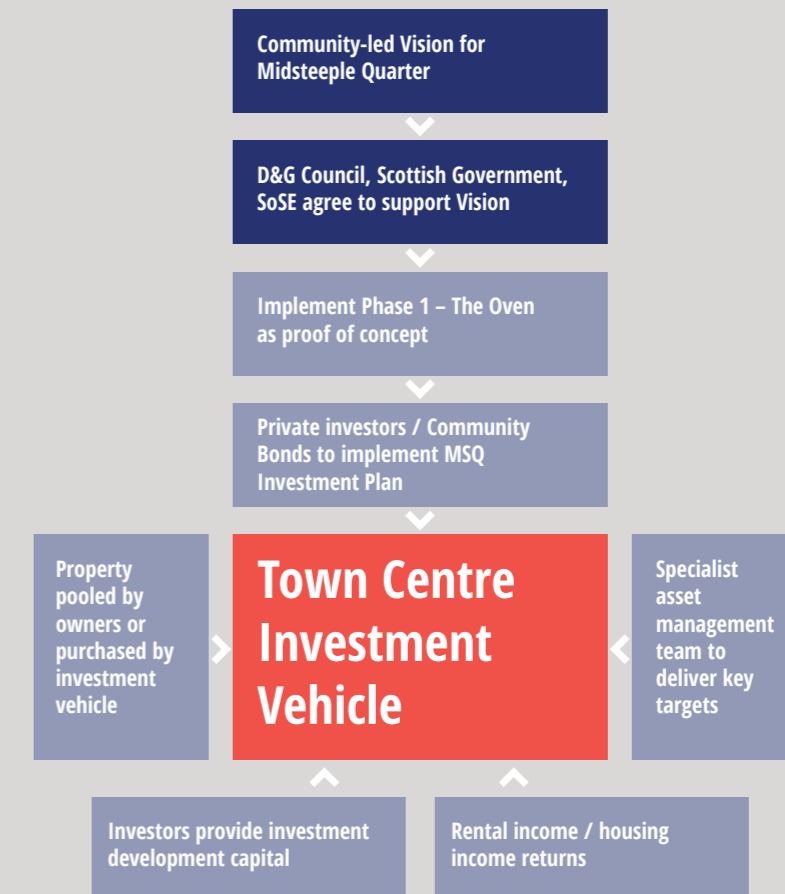 Community-led Vision for
Midsteeple Quarter
D&G Council, Scottish Government,
SoSE agree to support Vision
Implement Phase 1 – The Oven
as proof of concept
Private investors / Community
Bonds to implement MSQ
Investment Plan
Property
pooled by
owners or
purchased by
investment
vehicle
Town Centre
Investment
Vehicle
Specialist
asset
management
team to
deliver key
targets
Investors provide investment
development capital
Rental income / housing
income returns